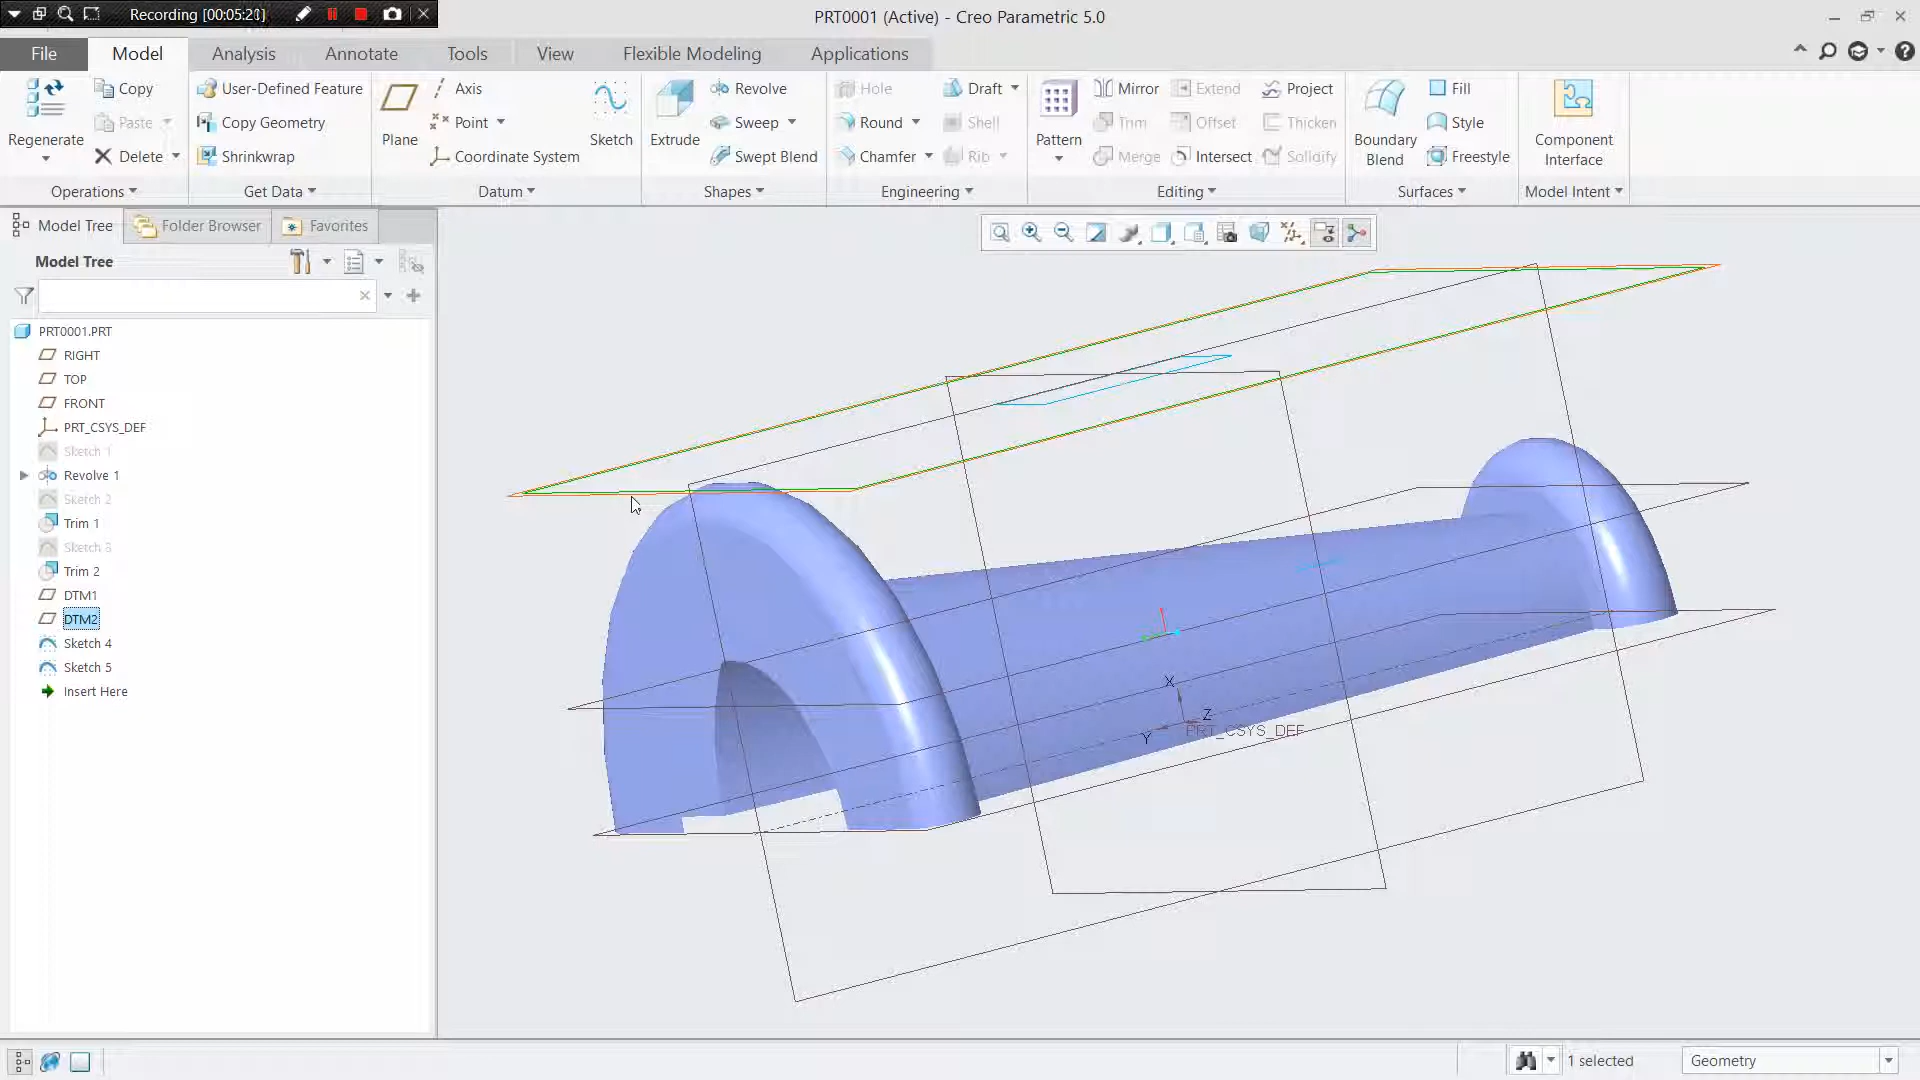 Recording [00:05:21]
PRT0001 (Active) - Creo Parametric 5.0
File Model Analysis Annotate Tools View Flexible Modeling Applications
Regenerate
Copy
Paste
Delete
Operations
User-Defined Feature
Copy Geometry
Shrinkwrap
Get Data
Plane
Axis
Point
Coordinate System
Sketch
Datum
Extrude
Revolve
Sweep
Swept Blend
Shapes
Hole
Round
Chamfer
Draft
Shell
Rib
Engineering
Pattern
Mirror
Trim
Merge
Extend
Offset
Intersect
Project
Thicken
Solidify
Editing
Boundary
Blend
Fill
Style
Freestyle
Surfaces
Component
Interface
Model Intent
Model Tree Folder Browser Favorites
Model Tree
PRT0001.PRT
RIGHT
TOP
FRONT
PRT_CSYS_DEF
Sketch 1
Revolve 1
Sketch 2
Trim 1
Sketch 3
Trim 2
DTM1
DTM2
Sketch 4
Sketch 5
Insert Here
X
Z
Y
PRT_CSYS_DEF
1 selected
Geometry